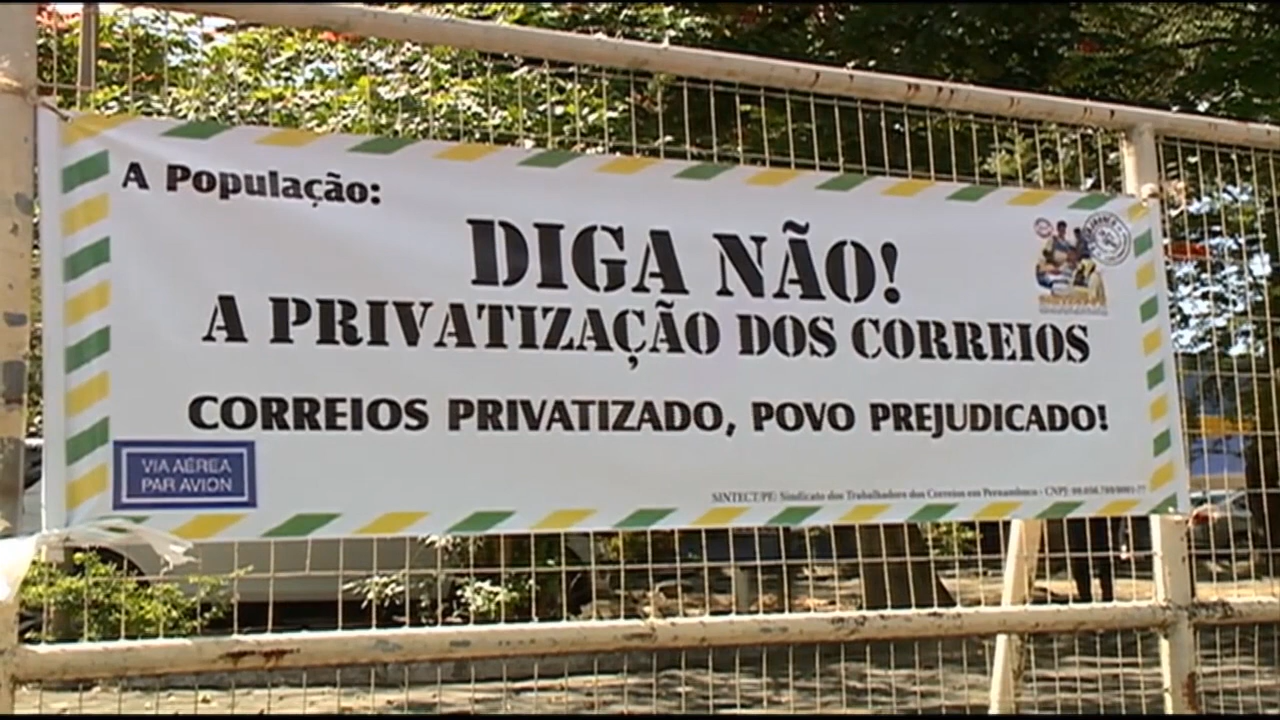 A População:
DIGA NÃO!
A PRIVATIZAÇÃO DOS CORREIOS
CORREIOS PRIVATIZADO, POVO PREJUDICADO!
VIA AÉREA
PAR AVION
SINTECT/PE: Sindicato dos Trabalhadores dos Correios em Pernambuco - CNPJ: